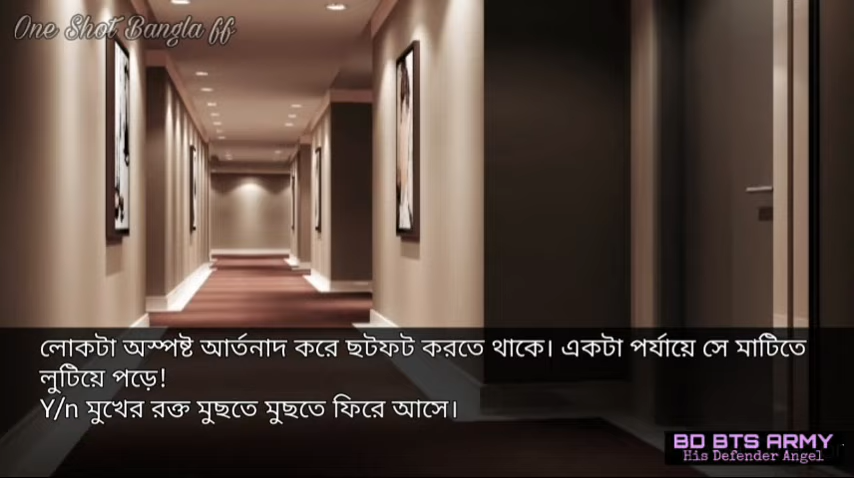 One Shot Bangla ff
লোকটা অস্পষ্ট আর্তনাদ করে ছটফট করতে থাকে। একটা পর্যায়ে সে মাটিতে
লুটিয়ে পড়ে!
Y/n মুখের রক্ত মুছতে মুছতে ফিরে আসে।
BD BTS ARMY
His Defender Angel